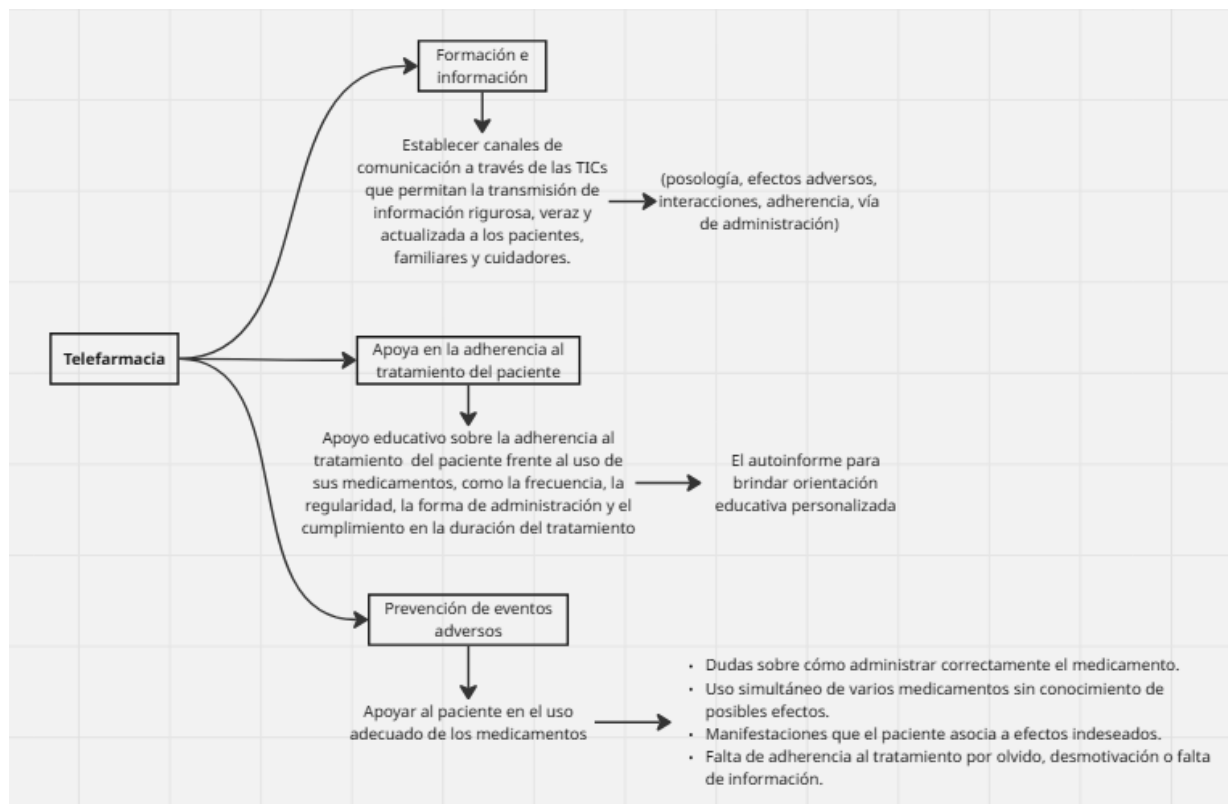 Formación e
información
Establecer canales de
comunicación a través de las TICs
que permitan la transmisión de
información rigurosa, veraz y
actualizada a los pacientes,
familiares y cuidadores.
(posología, efectos adversos,
interacciones, adherencia, vía
de administración)
Telefarmacia
Apoya en la adherencia al
tratamiento del paciente
Apoyo educativo sobre la adherencia al
tratamiento del paciente frente al uso de
sus medicamentos, como la frecuencia, la
regularidad, la forma de administración y el
cumplimiento en la duración del tratamiento
El autoinforme para
brindar orientación
educativa personalizada
Prevención de eventos
adversos
Apoyar al paciente en el uso
adecuado de los medicamentos
• Dudas sobre cómo administrar correctamente el medicamento.
• Uso simultáneo de varios medicamentos sin conocimiento de
posibles efectos.
• Manifestaciones que el paciente asocia a efectos indeseados.
• Falta de adherencia al tratamiento por olvido, desmotivación o falta
de información.